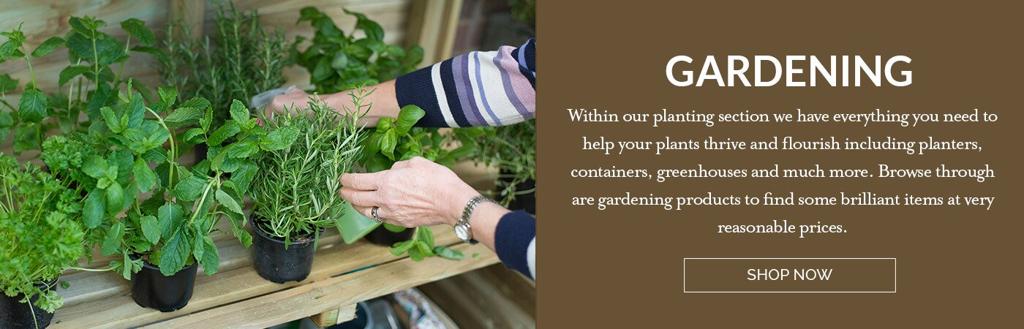 GARDENING
Within our planting section we have everything you need to
help your plants thrive and flourish including planters,
containers, greenhouses and much more. Browse through
are gardening products to find some brilliant items at very
reasonable prices.
SHOP NOW